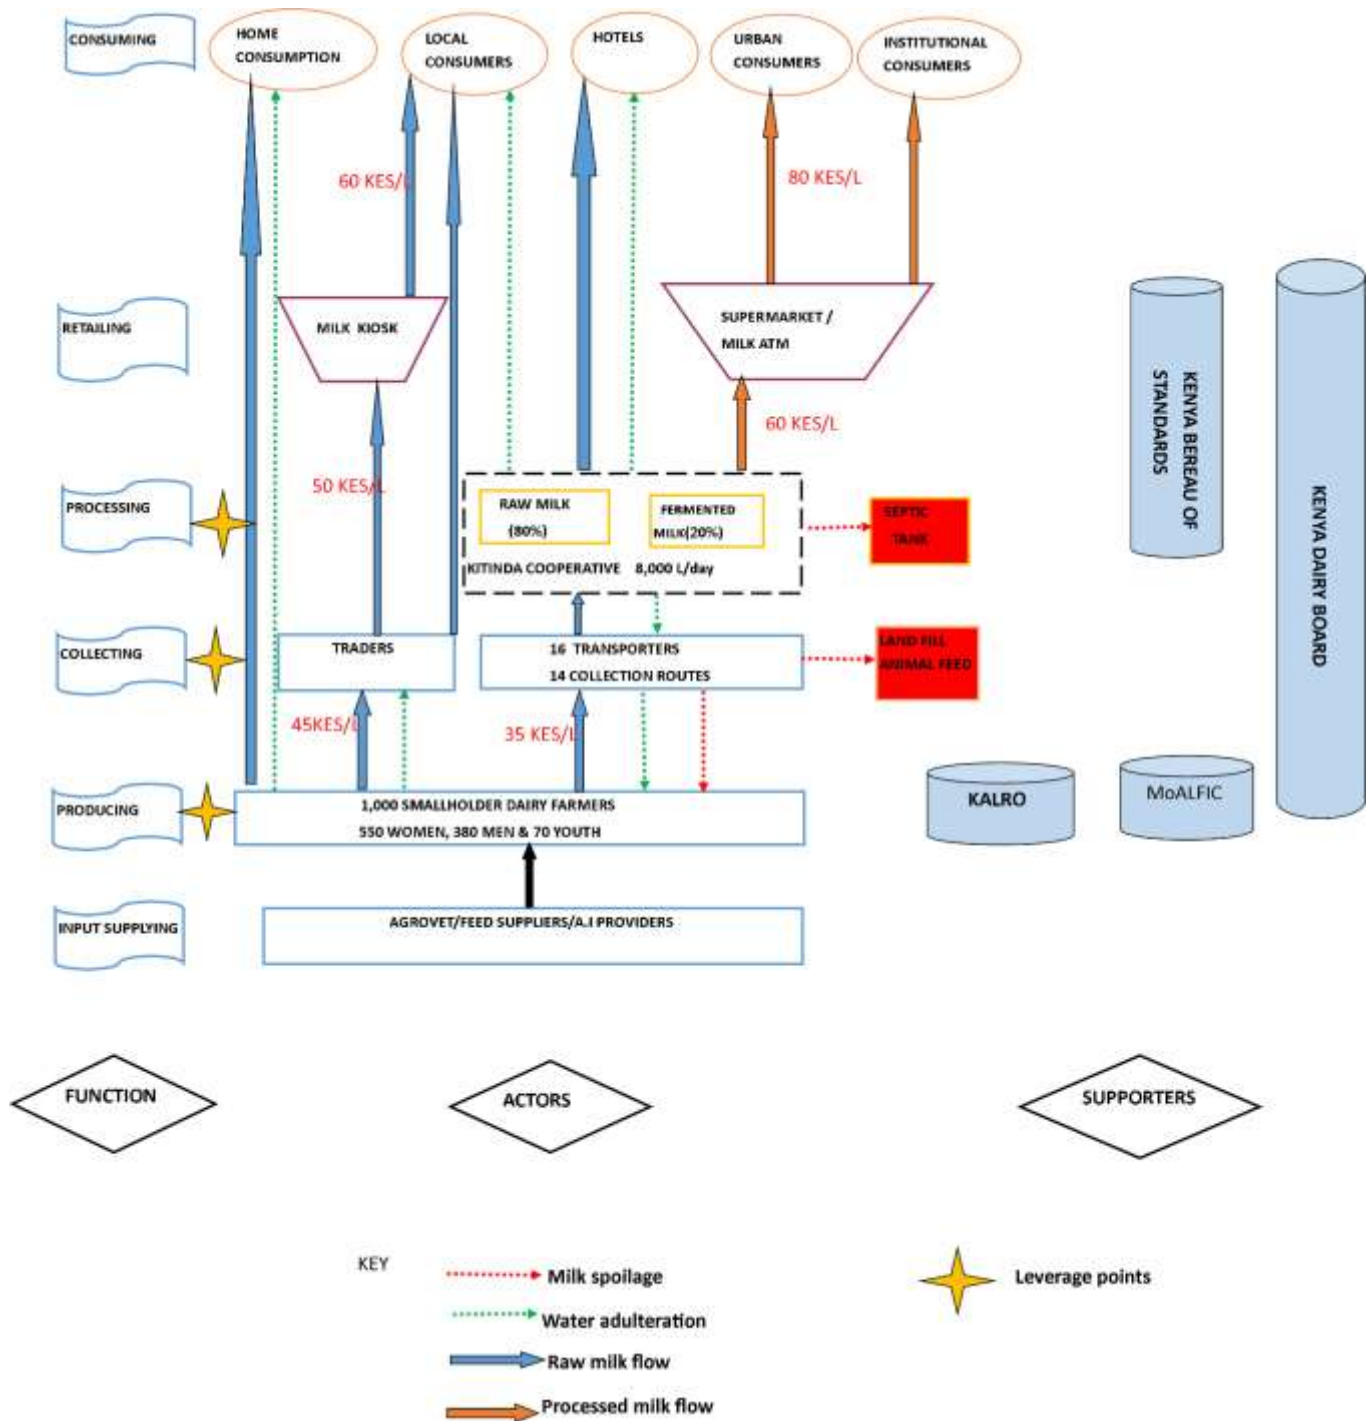 CONSUMING
HOME
CONSUMPTION
LOCAL
CONSUMERS
HOTELS
URBAN
CONSUMERS
INSTITUTIONAL
CONSUMERS
60 KES/L
80 KES/L
RETAILING
MILK KIOSK
SUPERMARKET /
MILK ATM
KENYA BEREAU OF
STANDARDS
KENYA DAIRY BOARD
60 KES/L
50 KES/L
PROCESSING
RAW MILK
(80%)
FERMENTED
MILK(20%)
KITINDA COOPERATIVE 8,000 L/day
SEPTIC
TANK
COLLECTING
TRADERS
16 TRANSPORTERS
14 COLLECTION ROUTES
LAND FILL
ANIMAL FEED
45KES/L
35 KES/L
PRODUCING
1,000 SMALLHOLDER DAIRY FARMERS
550 WOMEN, 380 MEN & 70 YOUTH
KALRO
MoALFIC
INPUT SUPPLYING
AGROVET/FEED SUPPLIERS/A.I PROVIDERS
FUNCTION
ACTORS
SUPPORTERS
KEY
Milk spoilage
Water adulteration
Raw milk flow
Processed milk flow
Leverage points